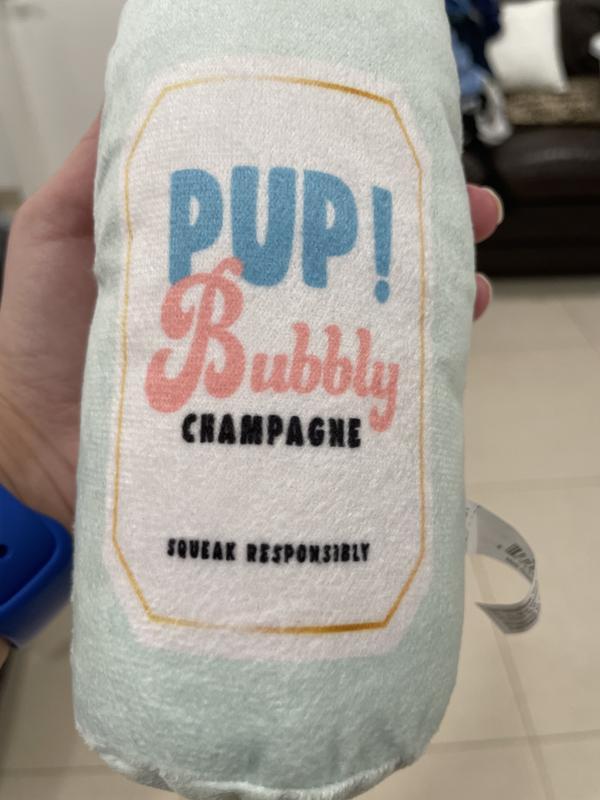 PUP!
Bubbly
CHAMPAGNE
SQUEAK RESPONSIBLY